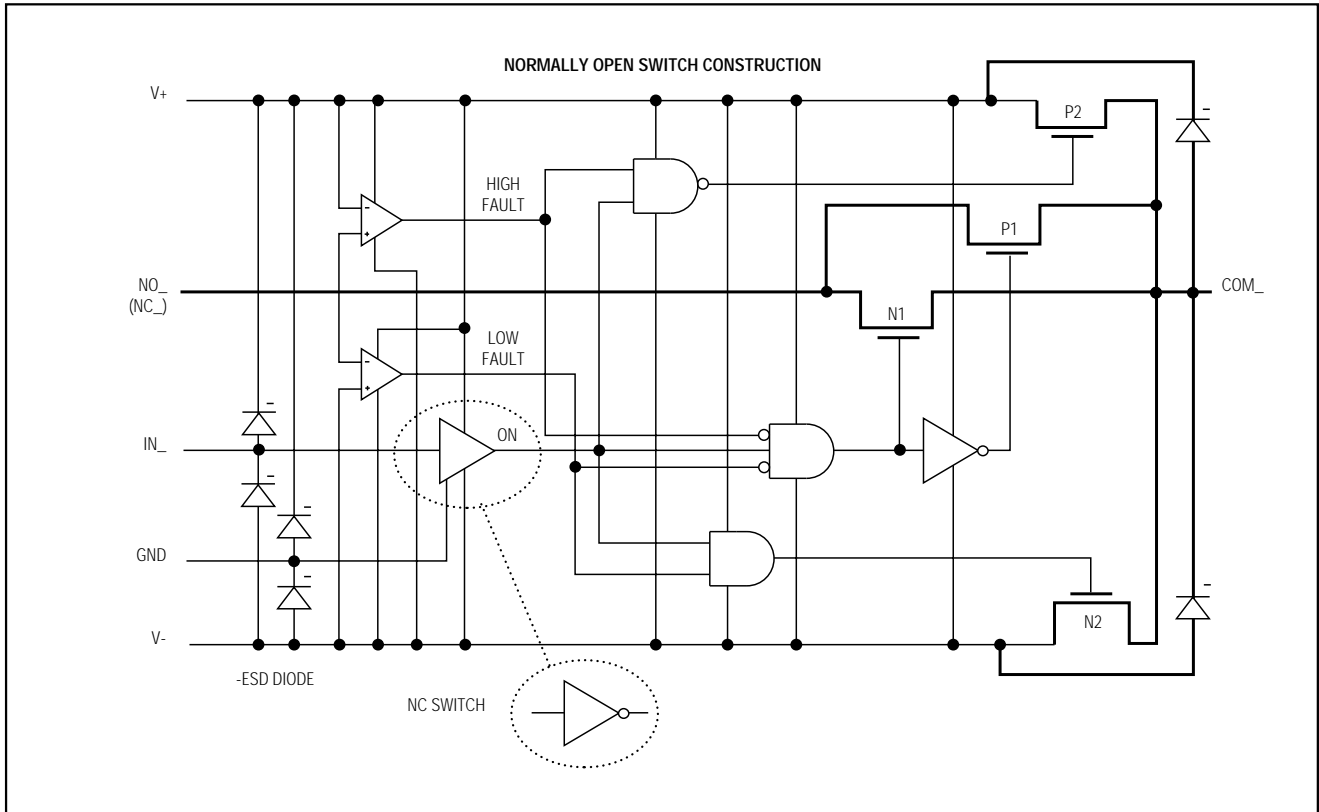 NORMALLY OPEN SWITCH CONSTRUCTION
V+
P2
HIGH
FAULT
-
+
P1
NO_
(NC_)
COM_
N1
LOW
FAULT
-
+
IN_
ON
GND
N2
V-
-ESD DIODE
NC SWITCH